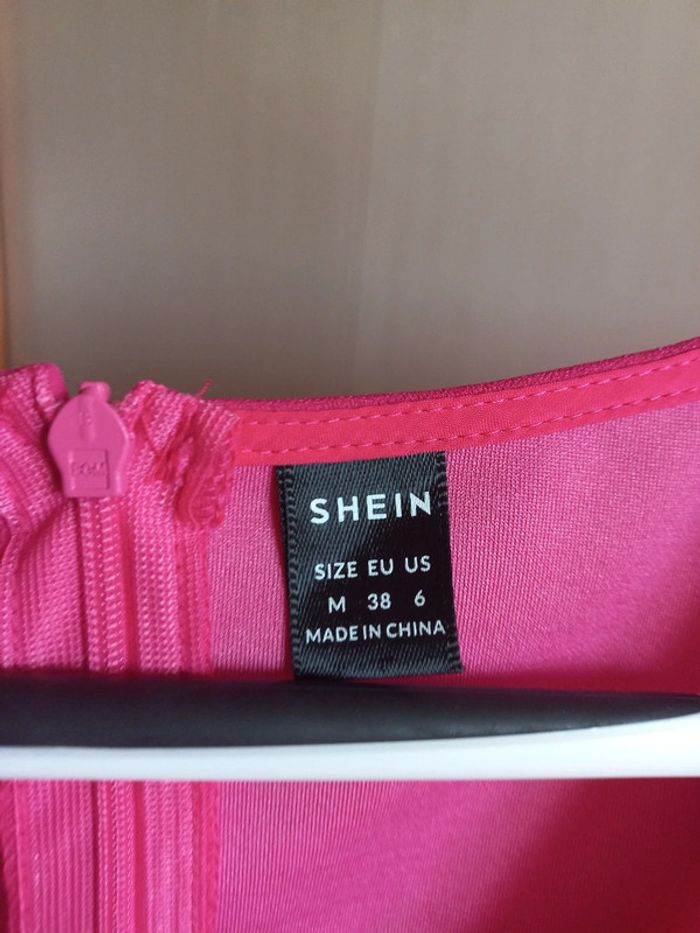 SHEIN
SIZE EU US
M 38 6
MADE IN CHINA